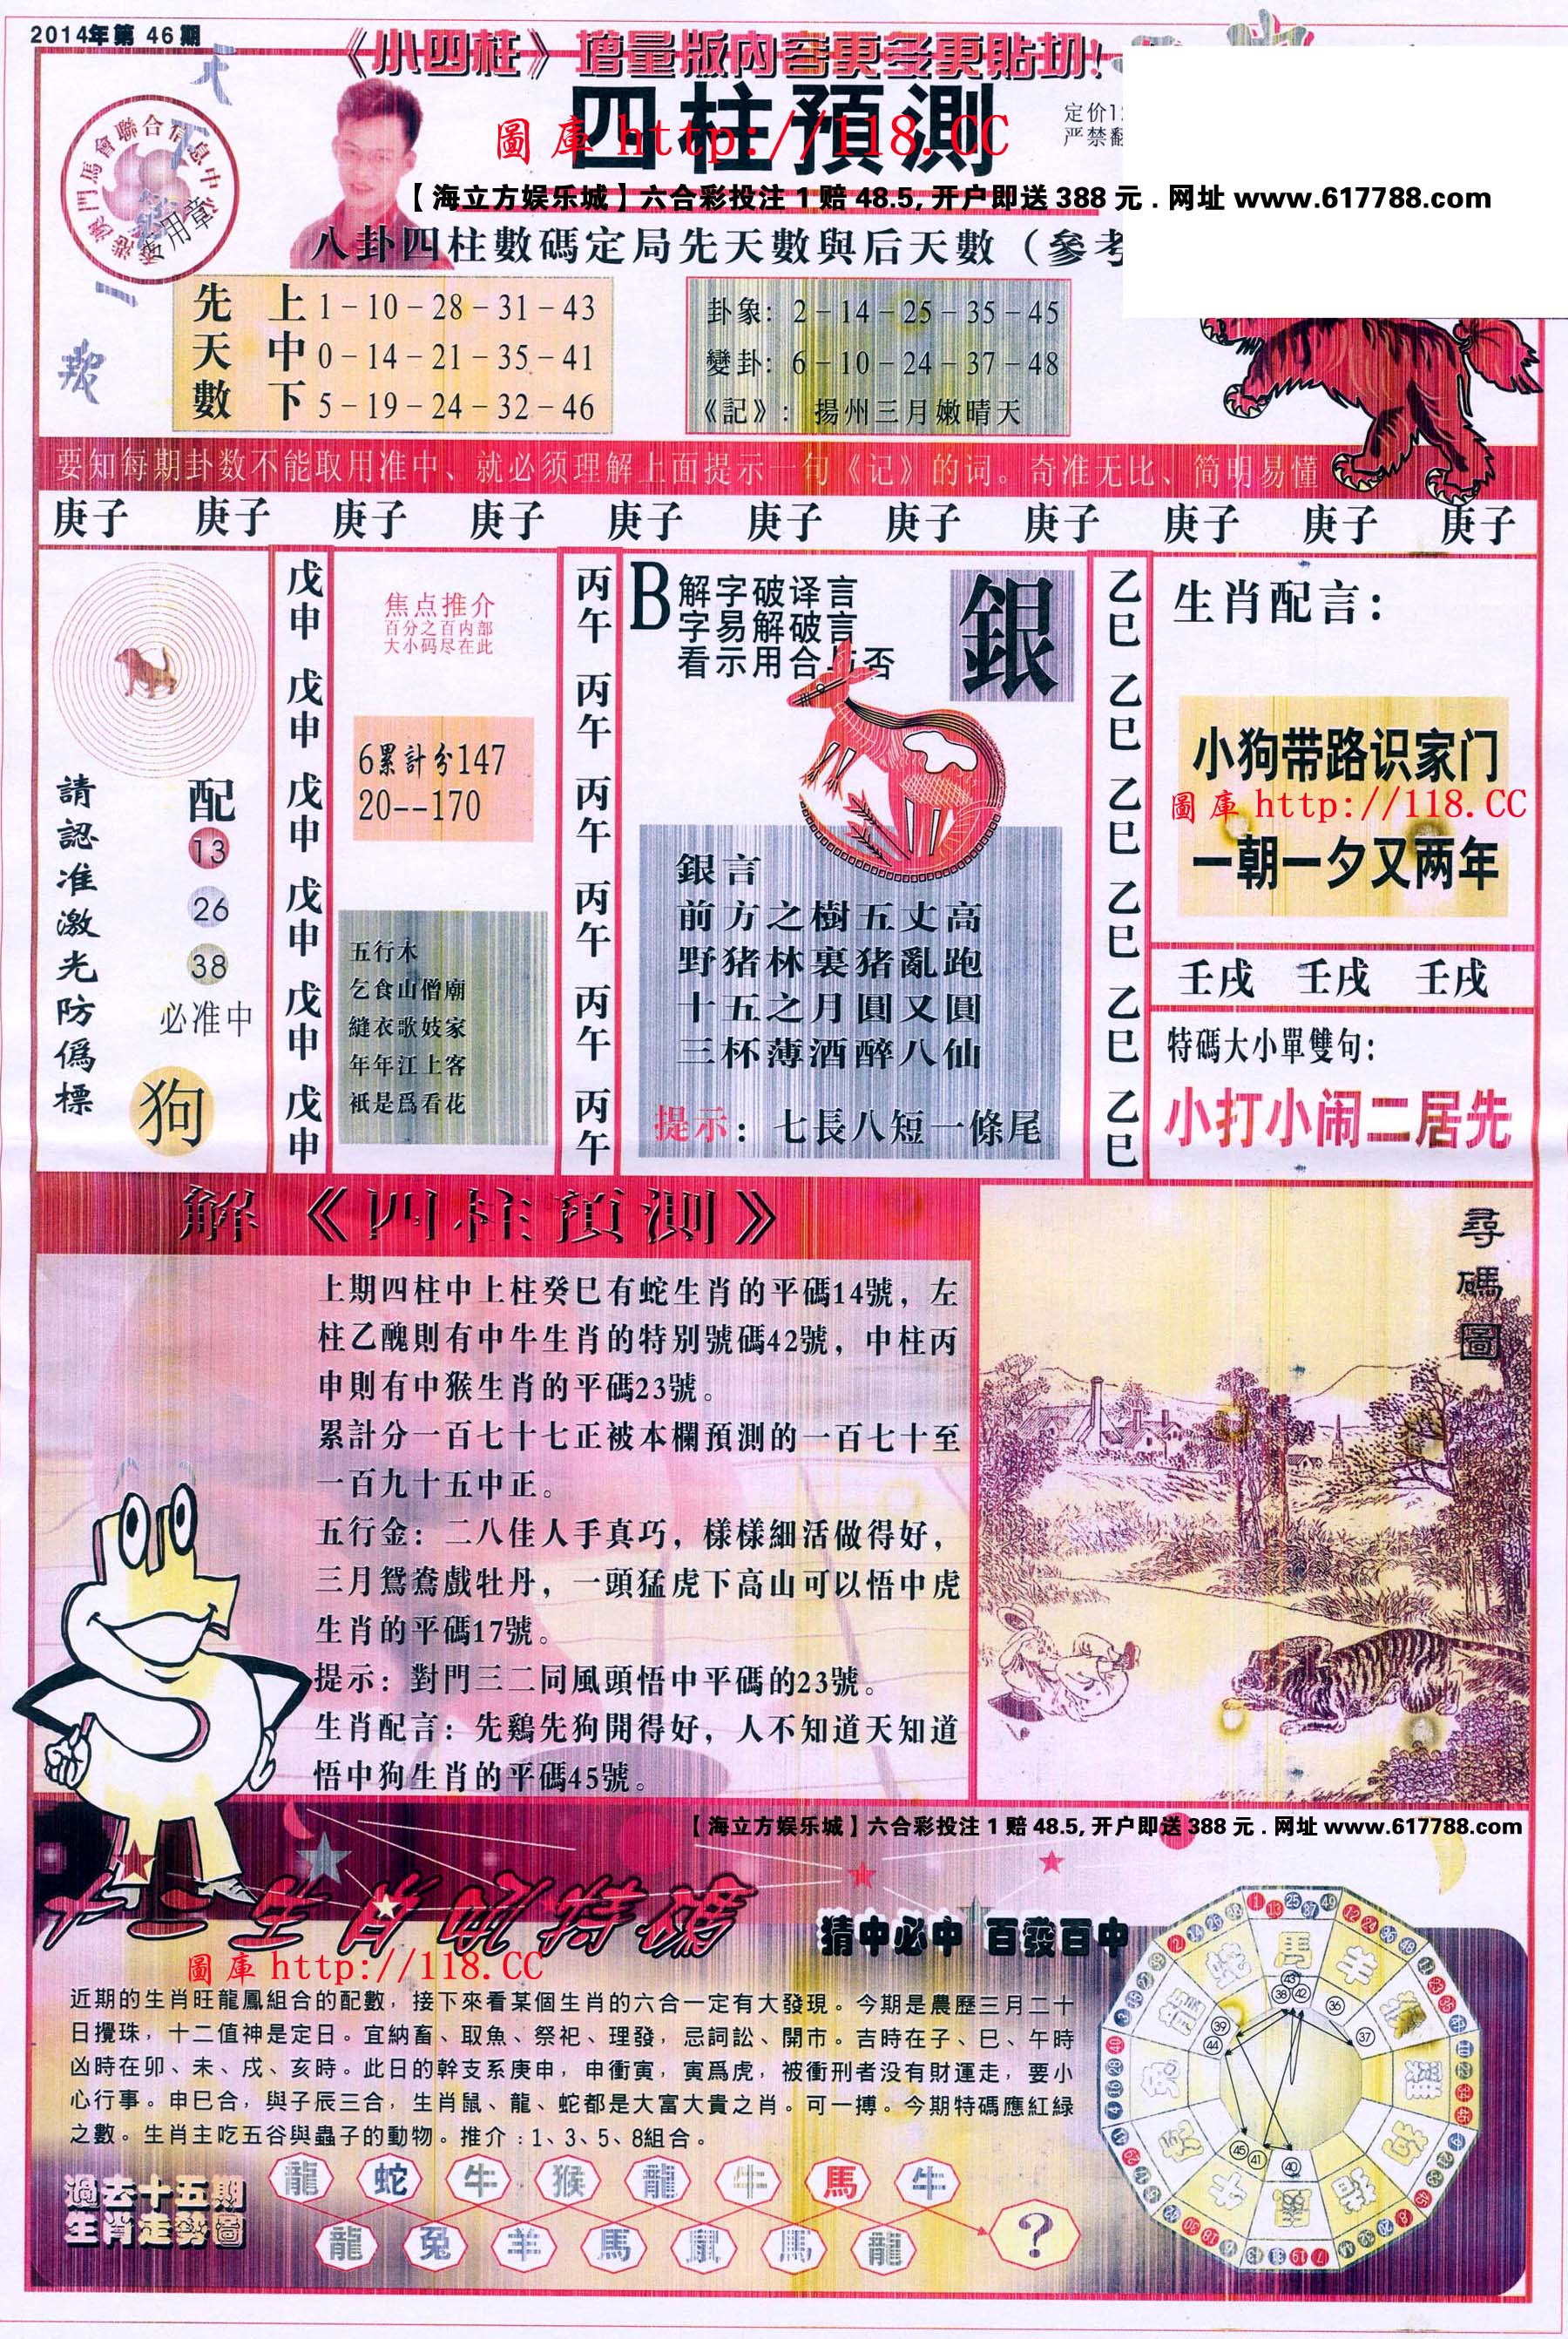 2014年第 46 期
《小四柱》增量版内容更多更貼切!
四柱預測
圖庫 http://118.CC
定价1
严禁翻
【海立方娱乐城】六合彩投注 1 赔 48.5, 开户即送 388 元 . 网址 www.617788.com
八卦四柱數碼定局先天數與后天數（參考
先天數
上 1－10－28－31－43
中 0－14－21－35－41
下 5－19－24－32－46
卦象: 2－14－25－35－45
變卦: 6－10－24－37－48
《記》: 揚州三月嫩晴天
要知每期卦数不能取用准中、就必须理解上面提示一句《记》的词。奇准无比、简明易懂
庚子 庚子 庚子 庚子 庚子 庚子 庚子 庚子 庚子 庚子 庚子
請認准激光防僞標
配
13
26
38
必准中
狗
戊申 戊申 戊申 戊申 戊申 戊申
焦点推介
百分之百内部
大小码尽在此
6累計分147
20--170
五行木
乞食山僧廟
縫衣歌妓家
年年江上客
衹是爲看花
丙午 丙午 丙午 丙午 丙午 丙午
B
解字破译言
字易解破言
看示用合与否
銀
銀言
前方之樹五丈高
野猪林裏猪亂跑
十五之月圓又圓
三杯薄酒醉八仙
提示: 七長八短一條尾
乙巳 乙巳 乙巳 乙巳 乙巳 乙巳
生肖配言:
小狗带路识家门
圖庫 http://118.CC
一朝一夕又两年
壬戌 壬戌 壬戌
特碼大小單雙句:
小打小闹二居先
解《四柱預測》
上期四柱中上柱癸巳有蛇生肖的平碼14號，左
柱乙醜則有中牛生肖的特别號碼42號，中柱丙
申則有中猴生肖的平碼23號。
累計分一百七十七正被本欄預測的一百七十至
一百九十五中正。
五行金: 二八佳人手真巧，樣樣細活做得好，
三月鴛鴦戲牡丹，一頭猛虎下高山可以悟中虎
生肖的平碼17號。
提示: 對門三二同風頭悟中平碼的23號。
生肖配言: 先鷄先狗開得好，人不知道天知道
悟中狗生肖的平碼45號。
尋碼圖
【海立方娱乐城】六合彩投注 1 赔 48.5, 开户即送 388 元 . 网址 www.617788.com
猜中必中 百發百中
圖庫 http://118.CC
近期的生肖旺龍鳳組合的配數，接下來看某個生肖的六合一定有大發現。今期是農歷三月二十
日攪珠，十二值神是定日。宜納畜、取魚、祭祀、理發，忌詞訟、開市。吉時在子、巳、午時
凶時在卯、未、戌、亥時。此日的幹支系庚申，申衝寅，寅爲虎，被衝刑者没有財運走，要小
心行事。申巳合，與子辰三合，生肖鼠、龍、蛇都是大富大貴之肖。可一搏。今期特碼應紅緑
之數。生肖主吃五谷與蟲子的動物。推介：1、3、5、8組合。
過去十五期
生肖走勢圖
龍 蛇 牛 猴 龍 牛 馬 牛
龍 兔 羊 馬 鼠 馬 龍 ?